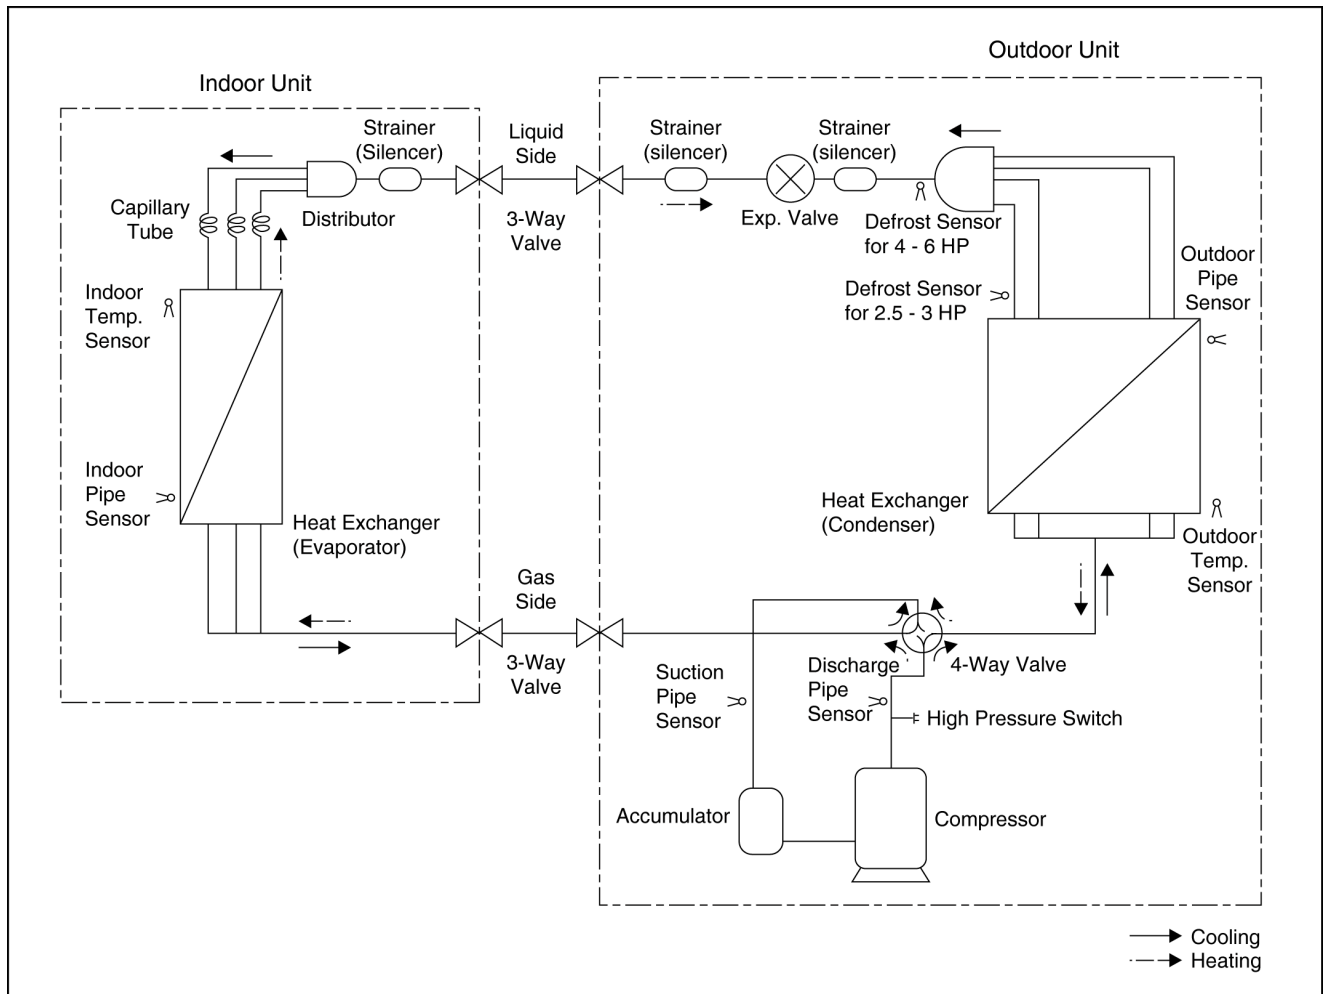 Outdoor Unit
Indoor Unit
Strainer
(Silencer)
Liquid
Side
Strainer
(silencer)
Strainer
(silencer)
Capillary
Tube
Distributor
3-Way
Valve
Exp. Valve
Defrost Sensor
for 4 - 6 HP
Outdoor
Pipe
Sensor
Defrost Sensor
for 2.5 - 3 HP
Indoor
Temp.
Sensor
Indoor
Pipe
Sensor
Heat Exchanger
(Evaporator)
Heat Exchanger
(Condenser)
Outdoor
Temp.
Sensor
Gas
Side
3-Way
Valve
Suction
Pipe
Sensor
Discharge
Pipe
Sensor
4-Way Valve
High Pressure Switch
Accumulator
Compressor
Cooling
Heating